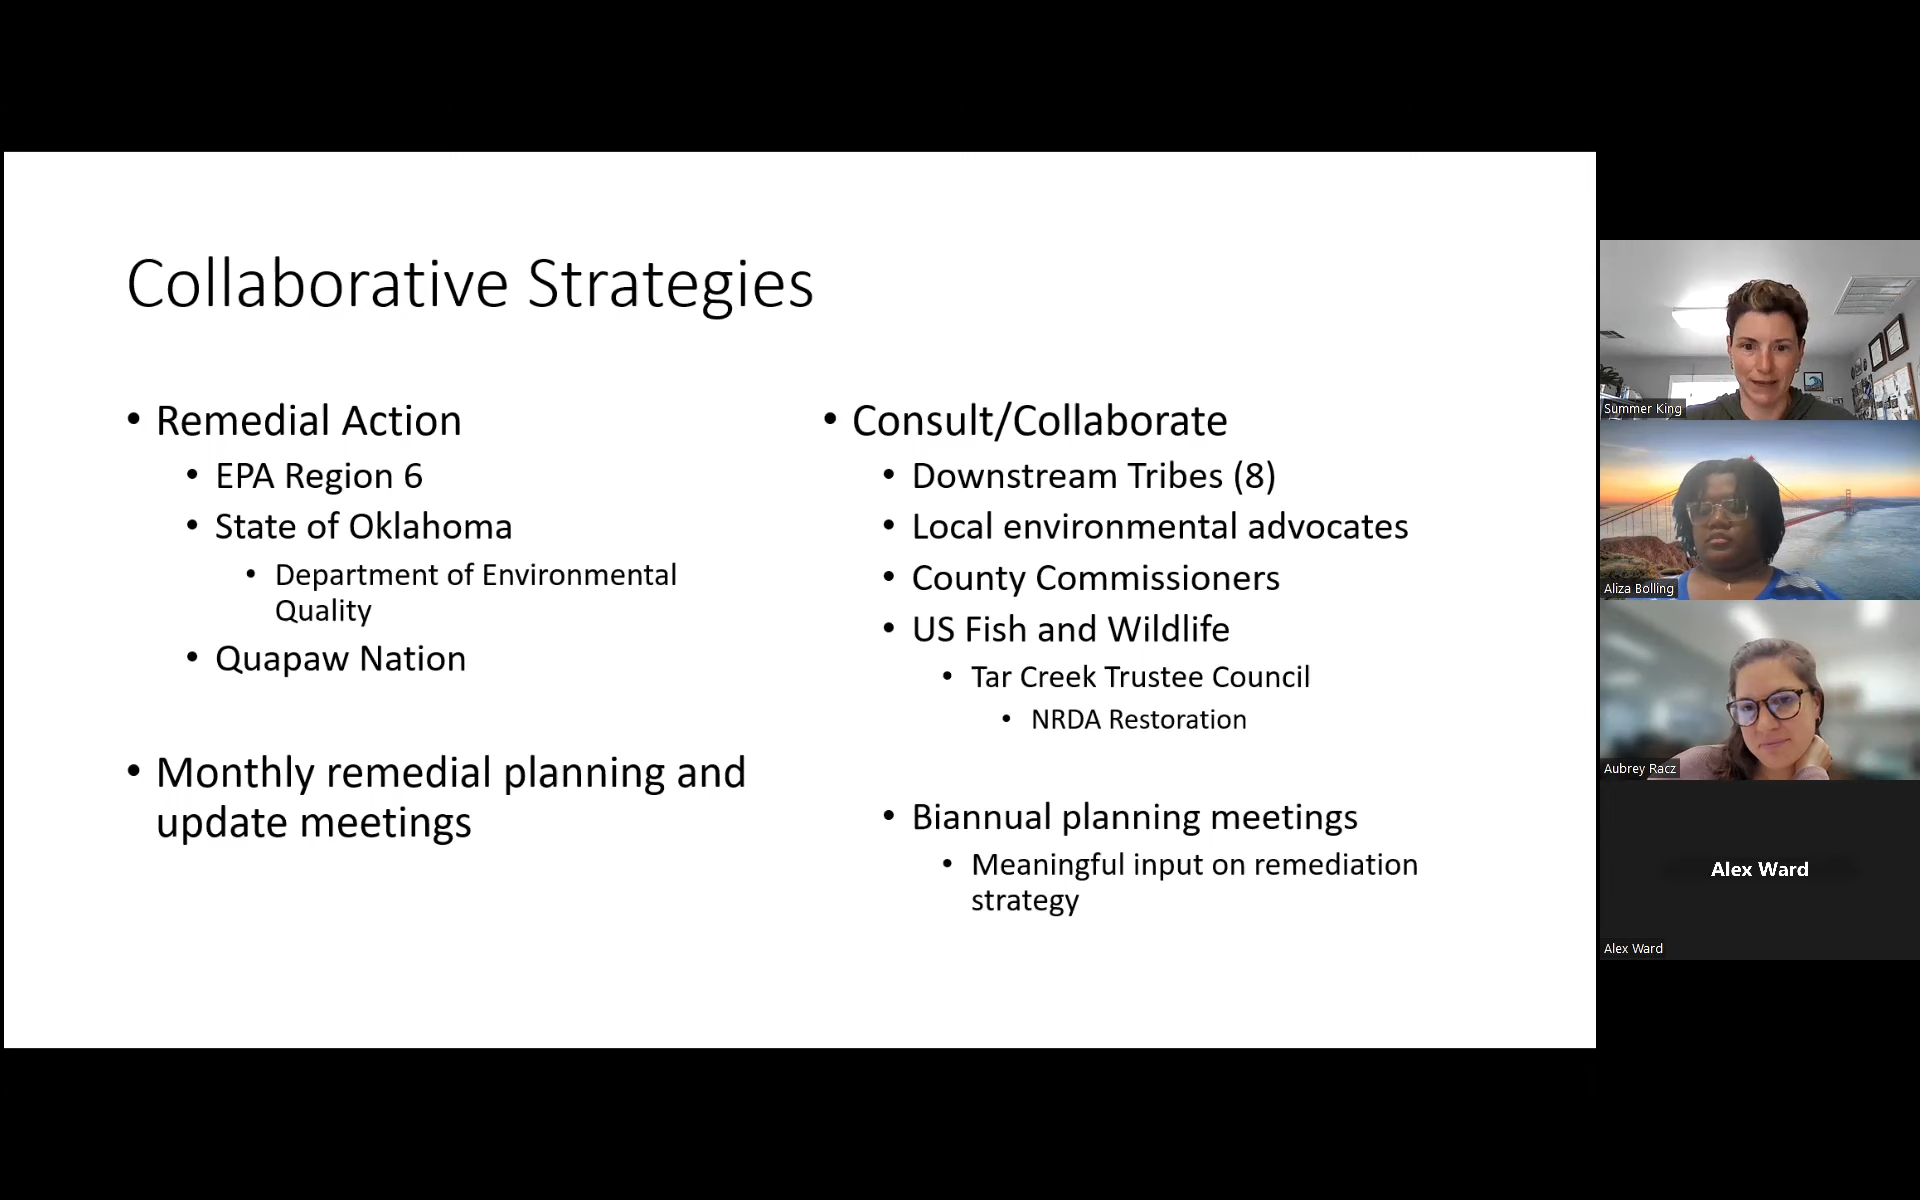 Collaborative Strategies
• Remedial Action
• EPA Region 6
• State of Oklahoma
• Department of Environmental
Quality
• Quapaw Nation
• Monthly remedial planning and
update meetings
• Consult/Collaborate
• Downstream Tribes (8)
• Local environmental advocates
• County Commissioners
• US Fish and Wildlife
• Tar Creek Trustee Council
• NRDA Restoration
• Biannual planning meetings
• Meaningful input on remediation
strategy
Summer King
Aliza Bolling
Aubrey Racz
Alex Ward
Alex Ward